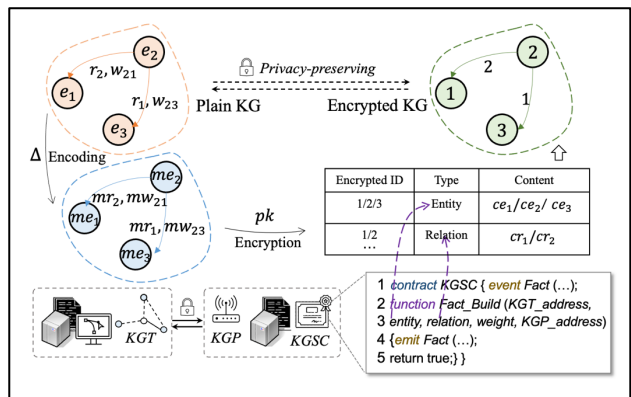 e2
r2, w21
e1
r1, w23
e3
Plain KG
Privacy-preserving
Encrypted KG
2
2
1
1
3
Δ Encoding
me2
mr2, mw21
me1
mr1, mw23
me3
pk
Encryption
Encrypted ID Type Content
1/2/3 Entity ce1/ce2/ ce3
1/2 Relation cr1/cr2
...
KGT
KGP
KGSC
1 contract KGSC { event Fact (...);
2 function Fact_Build (KGT_address,
3 entity, relation, weight, KGP_address)
4 {emit Fact (...);
5 return true;} }